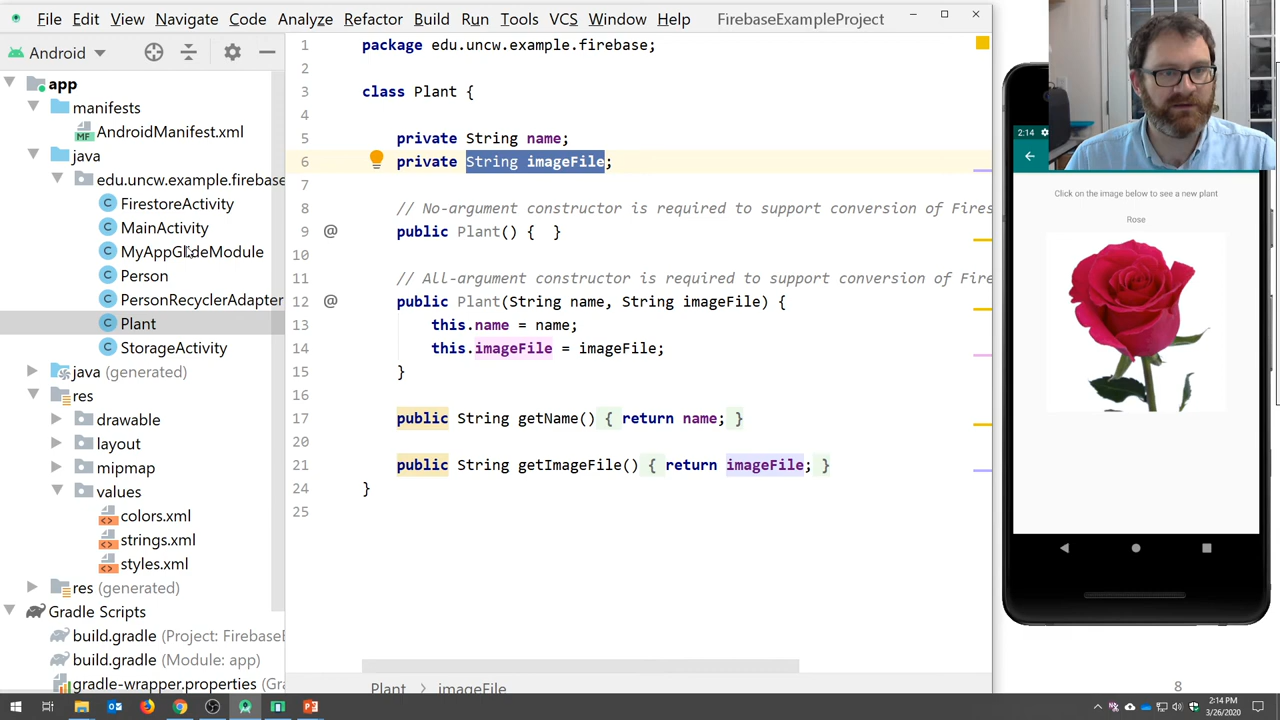 File Edit View Navigate Code Analyze Refactor Build Run Tools VCS Window Help FirebaseExampleProject
Android
app
manifests
AndroidManifest.xml
java
edu.uncw.example.firebase
FirestoreActivity
MainActivity
MyAppGlideModule
Person
PersonRecyclerAdapter
Plant
StorageActivity
java (generated)
res
drawable
layout
mipmap
values
colors.xml
strings.xml
styles.xml
res (generated)
Gradle Scripts
build.gradle (Project: Firebase
build.gradle (Module: app)
gradle-wrapper.properties (Gra
1 package edu.uncw.example.firebase;
2
3 class Plant {
4
5 private String name;
6 private String imageFile;
7
8 // No-argument constructor is required to support conversion of Fires
9 public Plant() { }
10
11 // All-argument constructor is required to support conversion of Fir
12 public Plant(String name, String imageFile) {
13 this.name = name;
14 this.imageFile = imageFile;
15 }
16
17 public String getName() { return name; }
20
21 public String getImageFile() { return imageFile; }
24 }
25
Plant > imageFile
2:14
Click on the image below to see a new plant
Rose
8
2:14 PM
3/26/2020